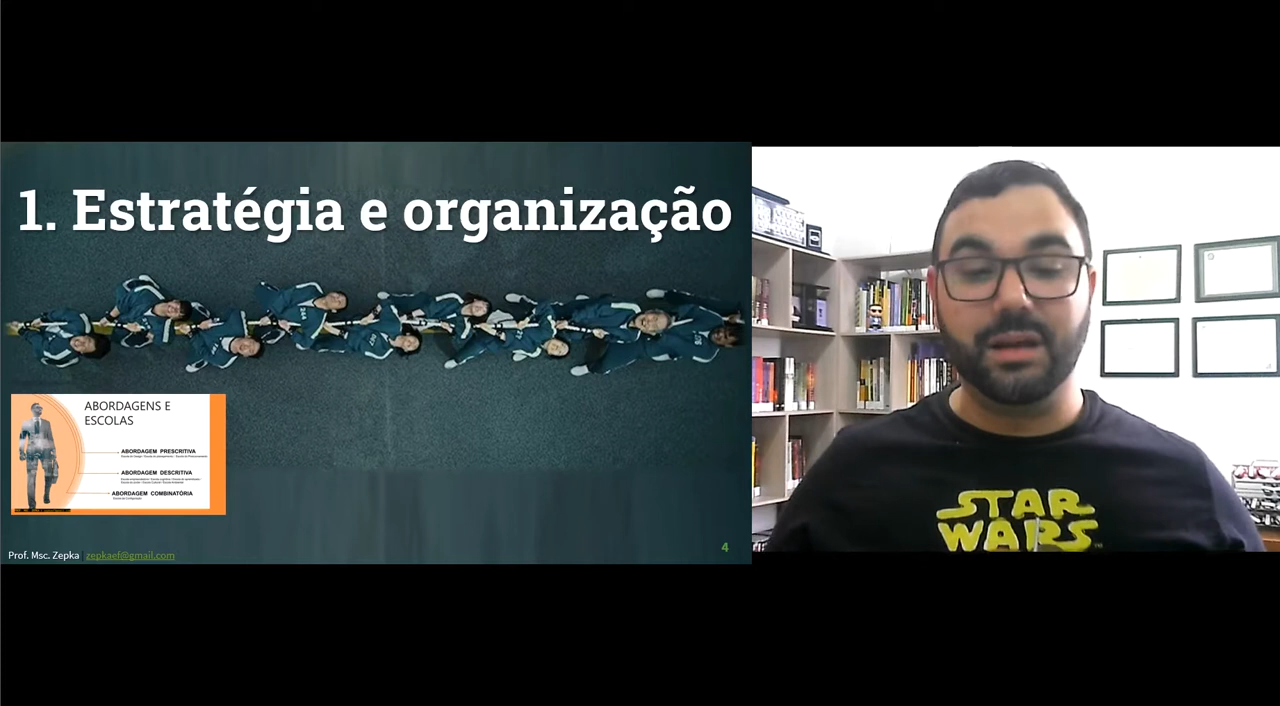 1. Estratégia e organização
ABORDAGENS E
ESCOLAS
ABORDAGEM PRESCRITIVA
ABORDAGEM DESCRITIVA
ABORDAGEM COMBINATÓRIA
Prof. Msc. Zepka zepkaef@gmail.com
4
STAR
WARS